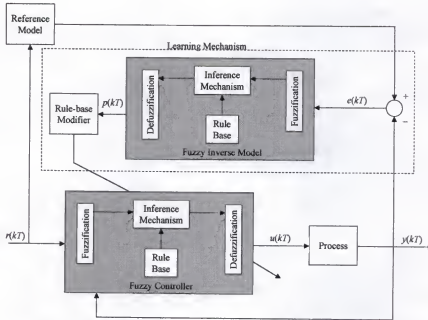 Reference
Model
Learning Mechanism
Defuzzification
Inference
Mechanism
Fuzzification
p(kT)
e(kT)
+
−
Rule-base
Modifier
Rule
Base
Fuzzy Inverse Model
Fuzzification
Inference
Mechanism
Defuzzification
r(kT)
u(kT)
Process
y(kT)
Rule
Base
Fuzzy Controller